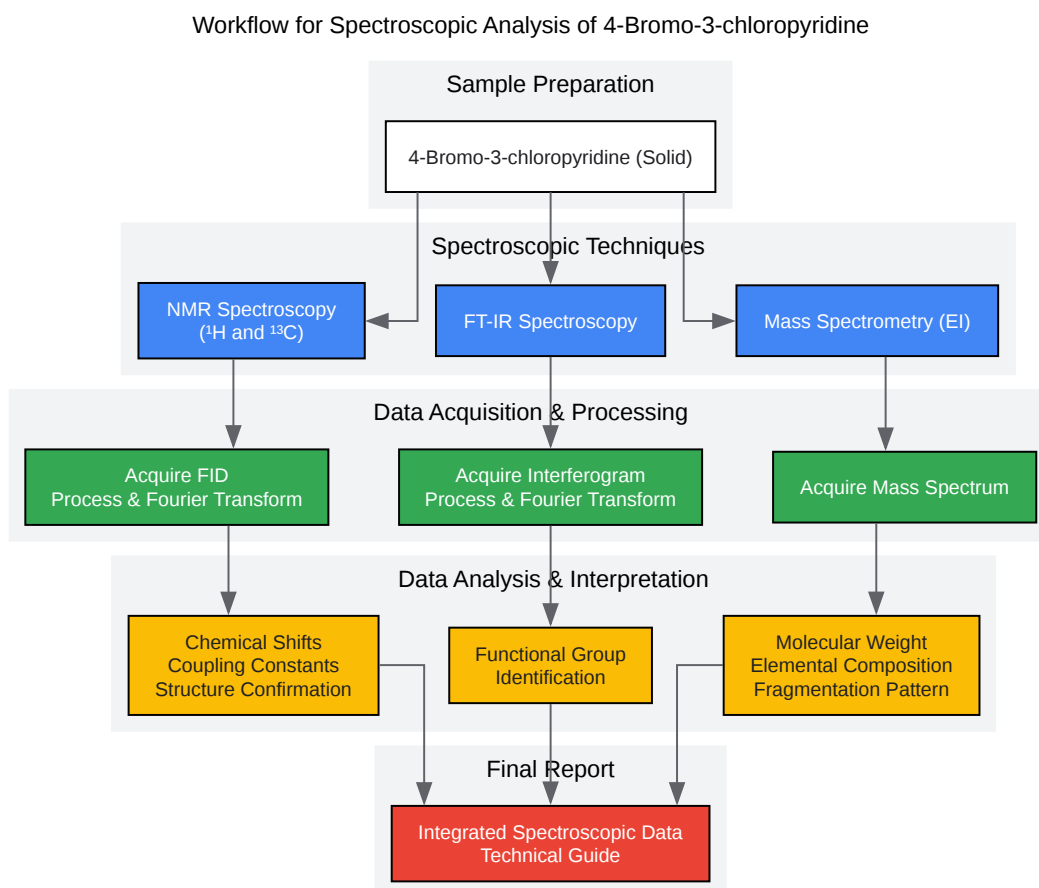 Workflow for Spectroscopic Analysis of 4-Bromo-3-chloropyridine
Sample Preparation
4-Bromo-3-chloropyridine (Solid)
Spectroscopic Techniques
NMR Spectroscopy
(¹H and ¹³C)
FT-IR Spectroscopy
Mass Spectrometry (EI)
Data Acquisition & Processing
Acquire FID
Process & Fourier Transform
Acquire Interferogram
Process & Fourier Transform
Acquire Mass Spectrum
Data Analysis & Interpretation
Chemical Shifts
Coupling Constants
Structure Confirmation
Functional Group
Identification
Molecular Weight
Elemental Composition
Fragmentation Pattern
Final Report
Integrated Spectroscopic Data
Technical Guide